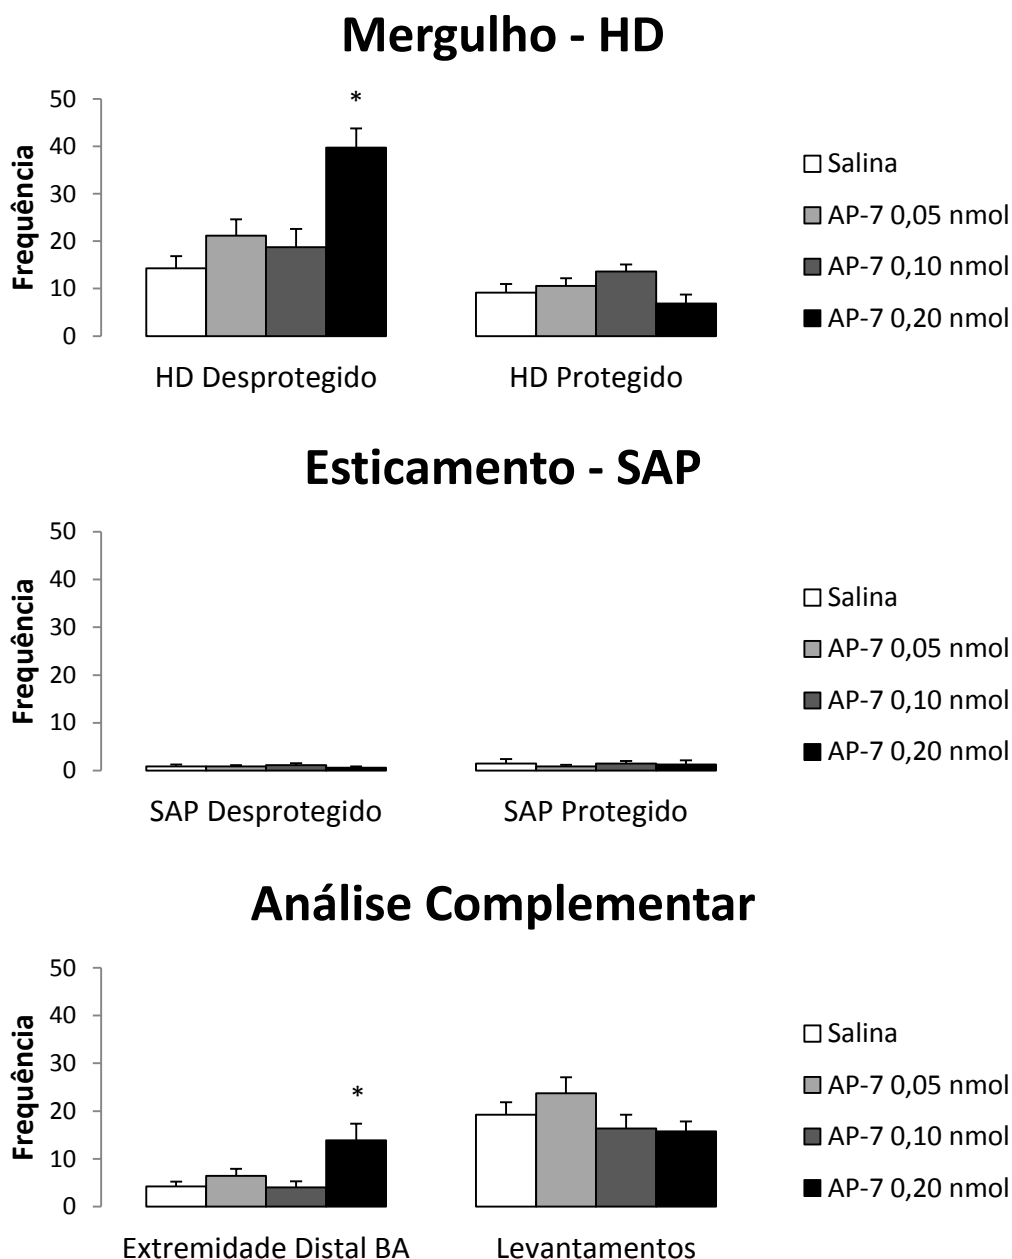 Mergulho - HD
50
*
40
30
20
10
0
Frequência
HD Desprotegido
HD Protegido
Salina
AP-7 0,05 nmol
AP-7 0,10 nmol
AP-7 0,20 nmol
Esticamento - SAP
50
40
30
20
10
0
Frequência
SAP Desprotegido
SAP Protegido
Salina
AP-7 0,05 nmol
AP-7 0,10 nmol
AP-7 0,20 nmol
Análise Complementar
50
40
30
20
10
0
Frequência
*
Extremidade Distal BA
Levantamentos
Salina
AP-7 0,05 nmol
AP-7 0,10 nmol
AP-7 0,20 nmol